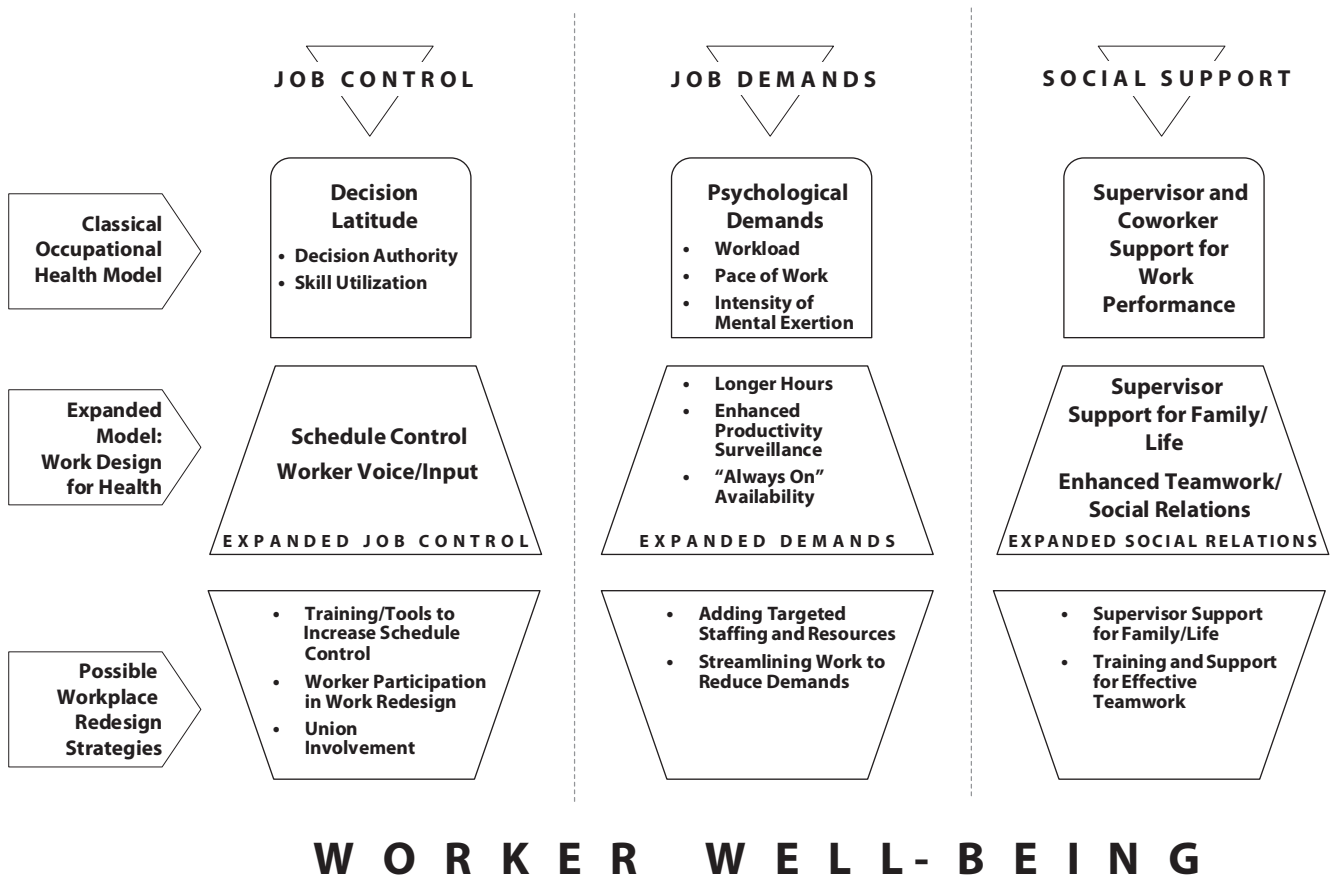 JOB CONTROL
JOB DEMANDS
SOCIAL SUPPORT
Classical
Occupational
Health Model
Decision
Latitude
• Decision Authority
• Skill Utilization
Psychological
Demands
• Workload
• Pace of Work
• Intensity of
Mental Exertion
Supervisor and
Coworker
Support for
Work
Performance
Expanded
Model:
Work Design
for Health
Schedule Control
Worker Voice/Input
EXPANDED JOB CONTROL
• Longer Hours
• Enhanced
Productivity
Surveillance
• “Always On”
Availability
EXPANDED DEMANDS
Supervisor
Support for Family/
Life
Enhanced Teamwork/
Social Relations
EXPANDED SOCIAL RELATIONS
Possible
Workplace
Redesign
Strategies
• Training/Tools to
Increase Schedule
Control
• Worker Participation
in Work Redesign
• Union
Involvement
• Adding Targeted
Staffing and Resources
• Streamlining Work to
Reduce Demands
• Supervisor Support
for Family/Life
• Training and Support
for Effective
Teamwork
WORKER WELL-BEING